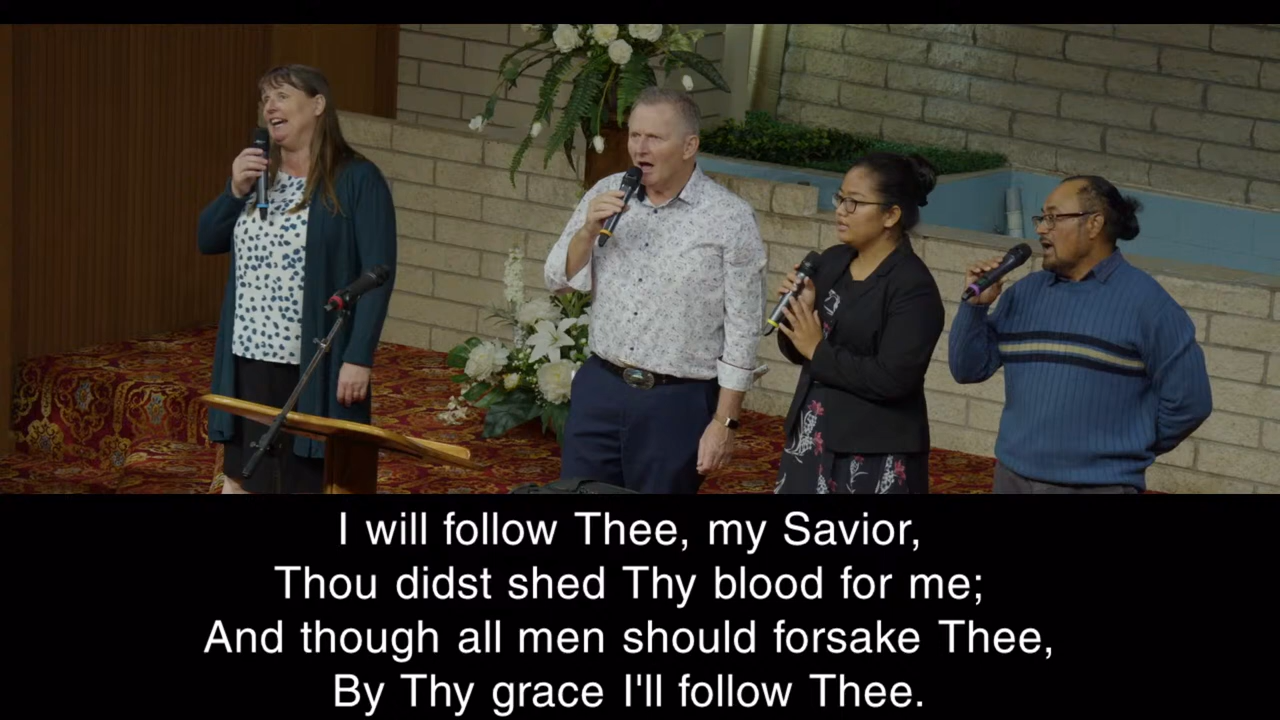 I will follow Thee, my Savior,
Thou didst shed Thy blood for me;
And though all men should forsake Thee,
By Thy grace I'll follow Thee.